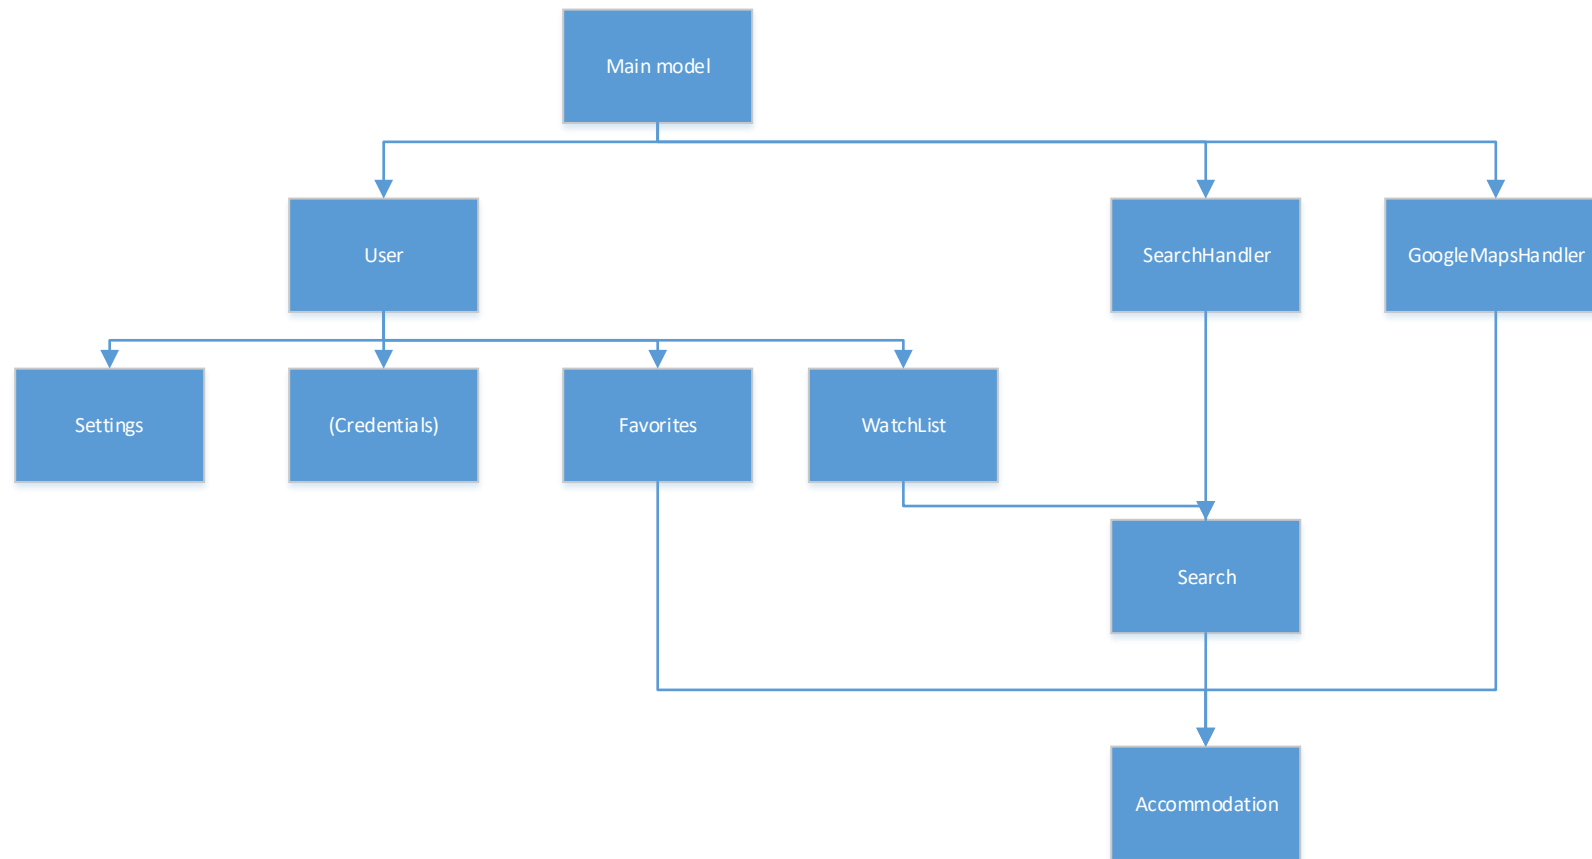 Main model
User
SearchHandler
GoogleMapsHandler
Settings
(Credentials)
Favorites
WatchList
Search
Accommodation